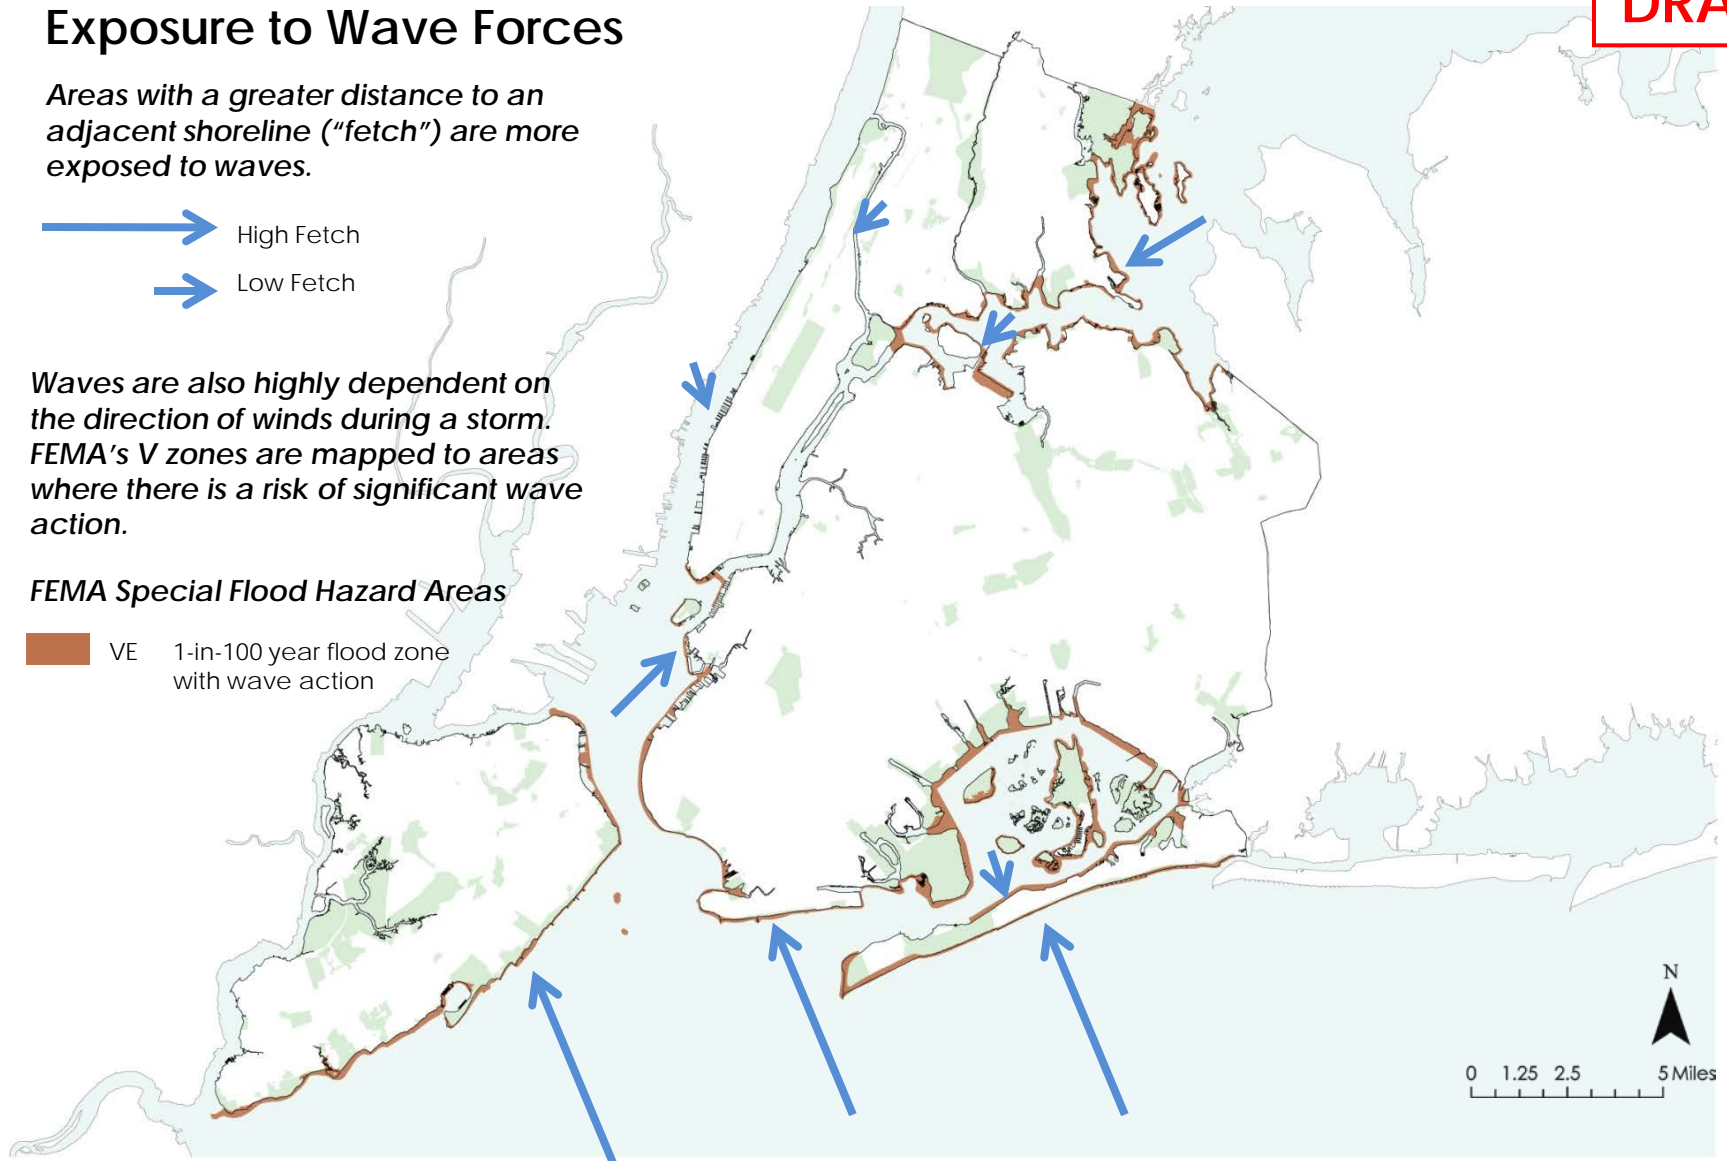 Exposure to Wave Forces
Areas with a greater distance to an
adjacent shoreline (“fetch”) are more
exposed to waves.
High Fetch
Low Fetch
Waves are also highly dependent on
the direction of winds during a storm.
FEMA’s V zones are mapped to areas
where there is a risk of significant wave
action.
FEMA Special Flood Hazard Areas
VE 1-in-100 year flood zone
with wave action
DRA
N
0 1.25 2.5 5 Miles